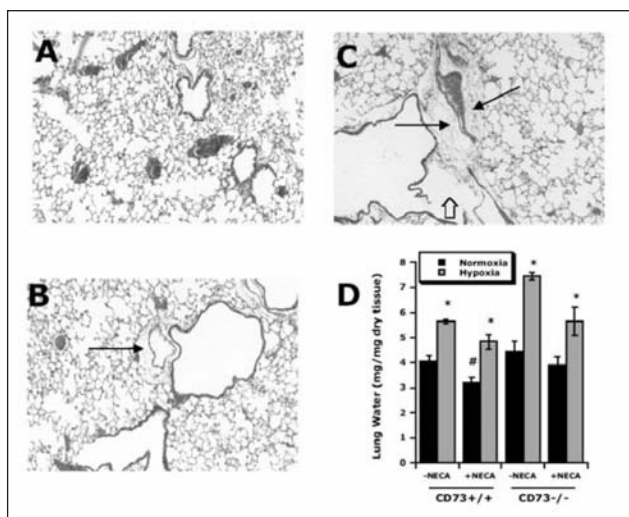 A
C
B
D
Normoxia
Hypoxia
Lung Water (mg/mg dry tissue)
8
7
6
5
4
3
2
1
0
*
#
*
*
*
-NECA
+NECA
-NECA
+NECA
CD73+/+
CD73-/-